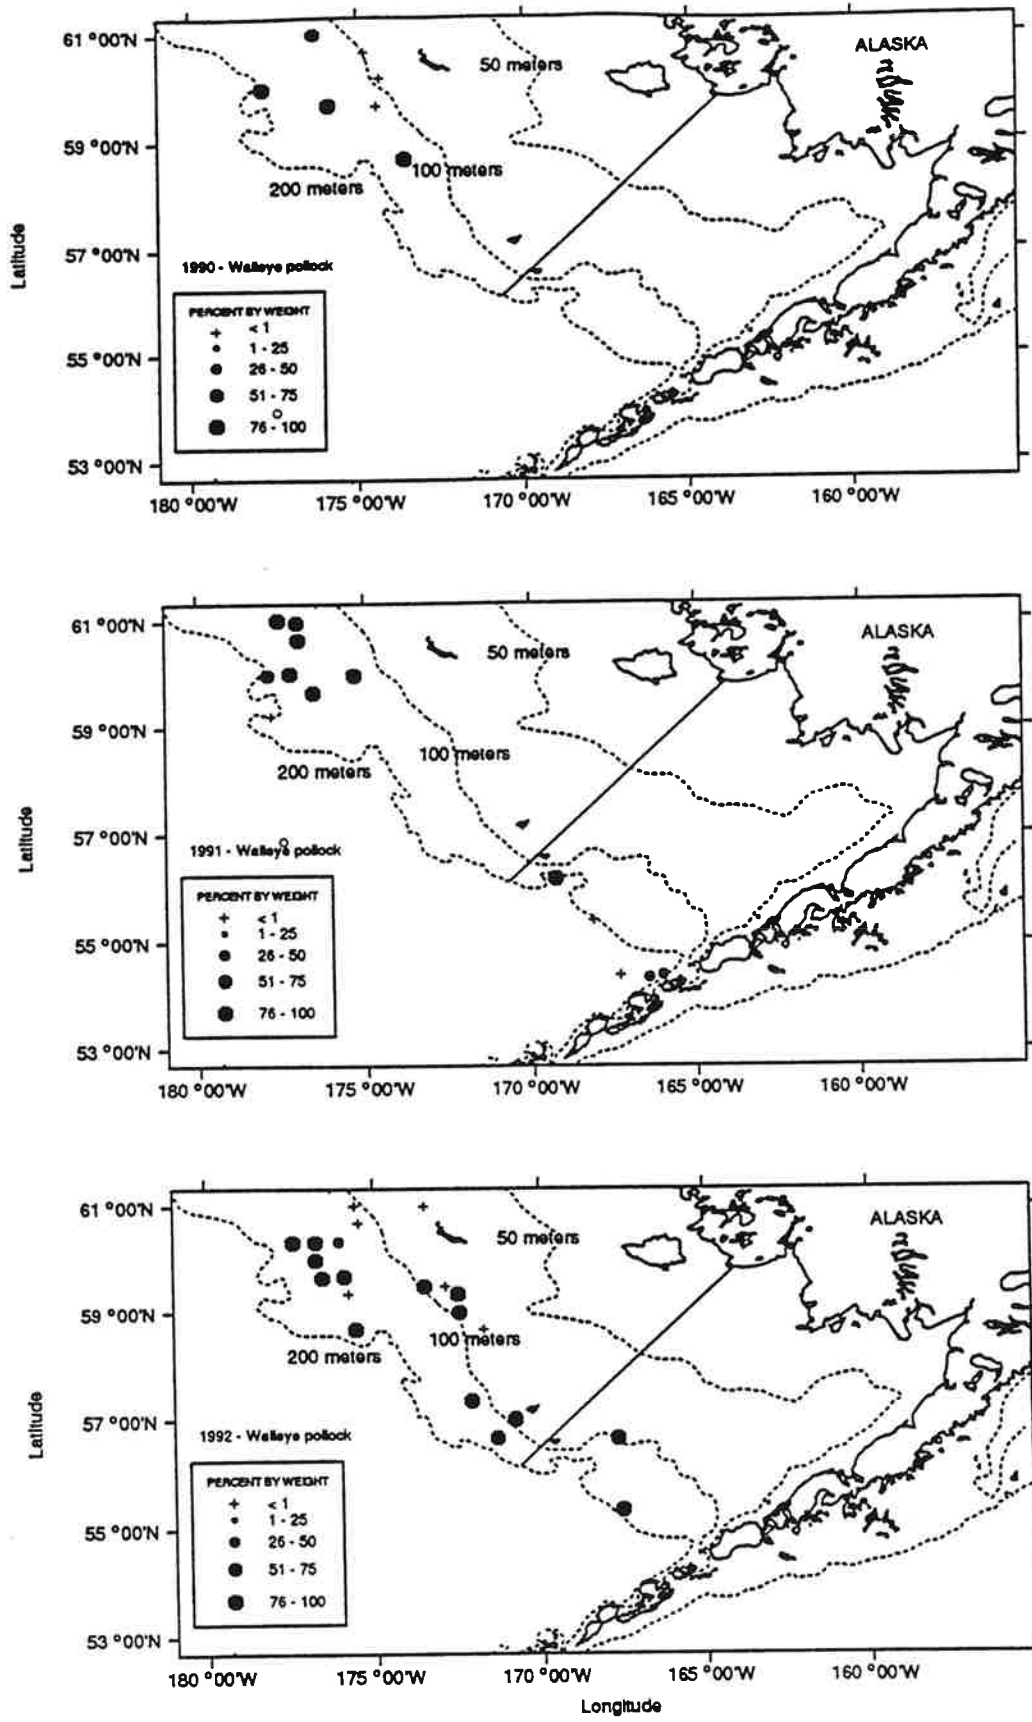 61 °00'N
59 °00'N
57 °00'N
55 °00'N
53 °00'N
Latitude
ALASKA
50 meters
100 meters
200 meters
1990 - Walleye pollock
PERCENT BY WEIGHT
+ < 1
1 - 25
26 - 50
51 - 75
76 - 100
180 °00'W
175 °00'W
170 °00'W
165 °00'W
160 °00'W
61 °00'N
59 °00'N
57 °00'N
55 °00'N
53 °00'N
Latitude
ALASKA
50 meters
100 meters
200 meters
1991 - Walleye pollock
PERCENT BY WEIGHT
+ < 1
1 - 25
26 - 50
51 - 75
76 - 100
180 °00'W
175 °00'W
170 °00'W
165 °00'W
160 °00'W
61 °00'N
59 °00'N
57 °00'N
55 °00'N
53 °00'N
Latitude
ALASKA
50 meters
100 meters
200 meters
1992 - Walleye pollock
PERCENT BY WEIGHT
+ < 1
1 - 25
26 - 50
51 - 75
76 - 100
180 °00'W
175 °00'W
170 °00'W
165 °00'W
160 °00'W
Longitude